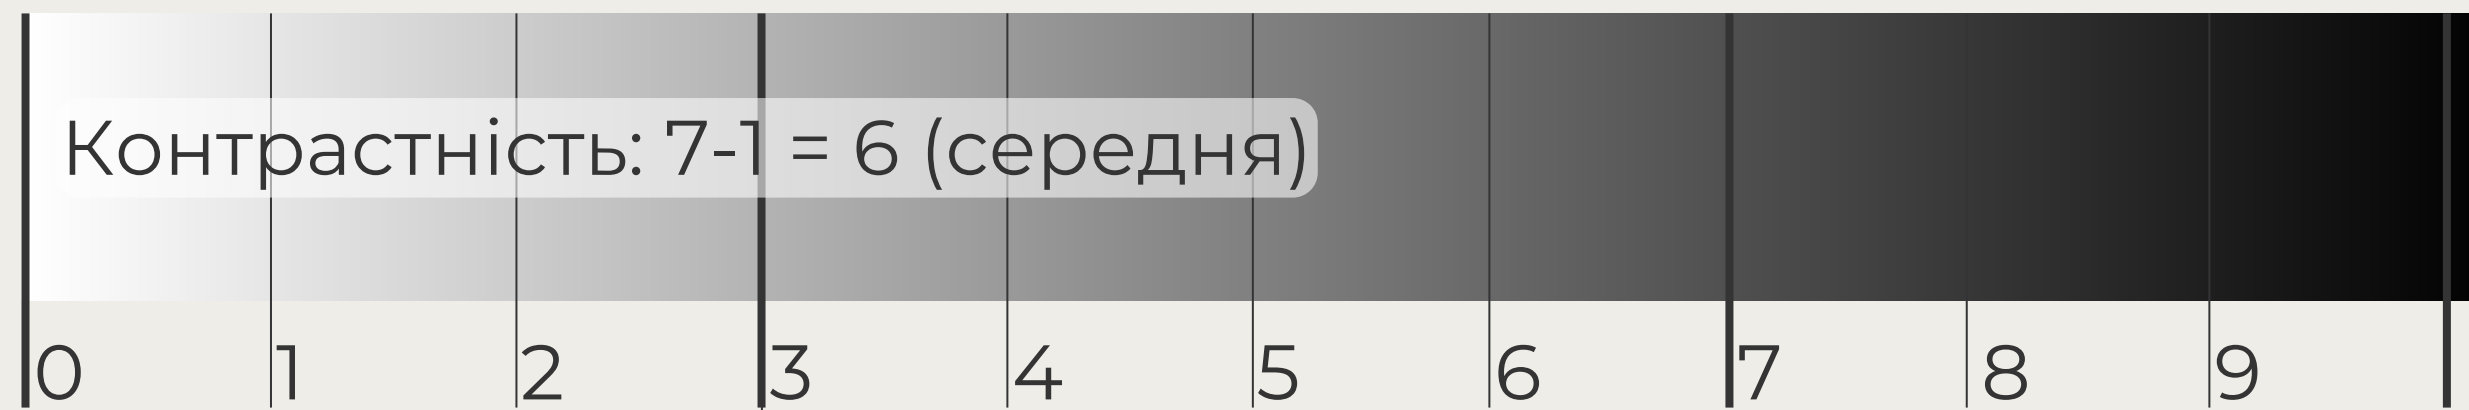 Контрастність: 7-1 = 6 (середня)
0 1 2 3 4 5 6 7 8 9